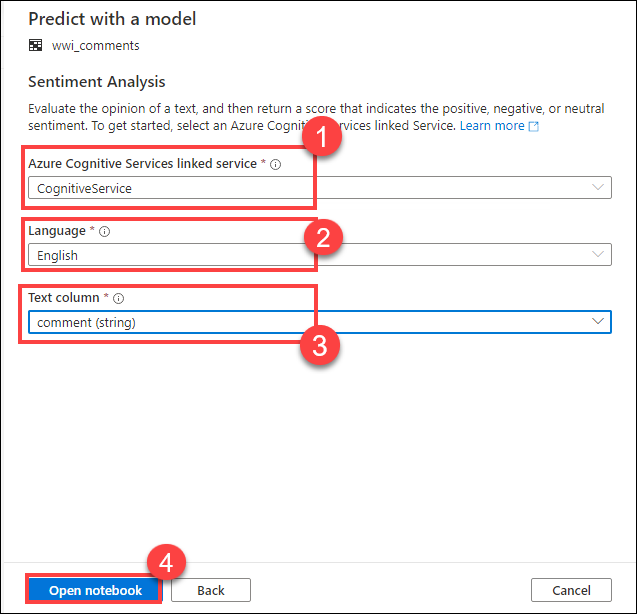 Predict with a model
wwi_comments
Sentiment Analysis
Evaluate the opinion of a text, and then return a score that indicates the positive, negative, or neutral
sentiment. To get started, select an Azure Cogniti rvices linked Service. Learn more
1
Azure Cognitive Services linked service *
CognitiveService
Language *
2
English
Text column *
comment (string)
3
4
Open notebook
Back
Cancel